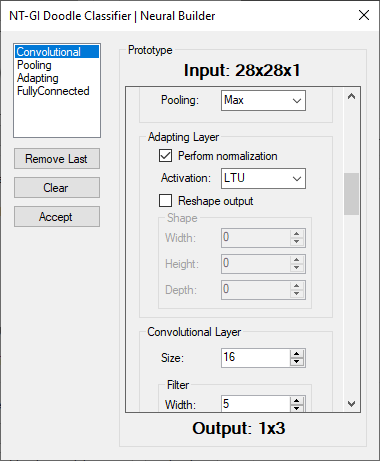 NT-GI Doodle Classifier | Neural Builder
Convolutional
Pooling
Adapting
FullyConnected
Remove Last
Clear
Accept
Prototype
Input: 28x28x1
Pooling: Max
Adapting Layer
Perform normalization
Activation: LTU
Reshape output
Shape
Width: 0
Height: 0
Depth: 0
Convolutional Layer
Size: 16
Filter
Width: 5
Output: 1x3